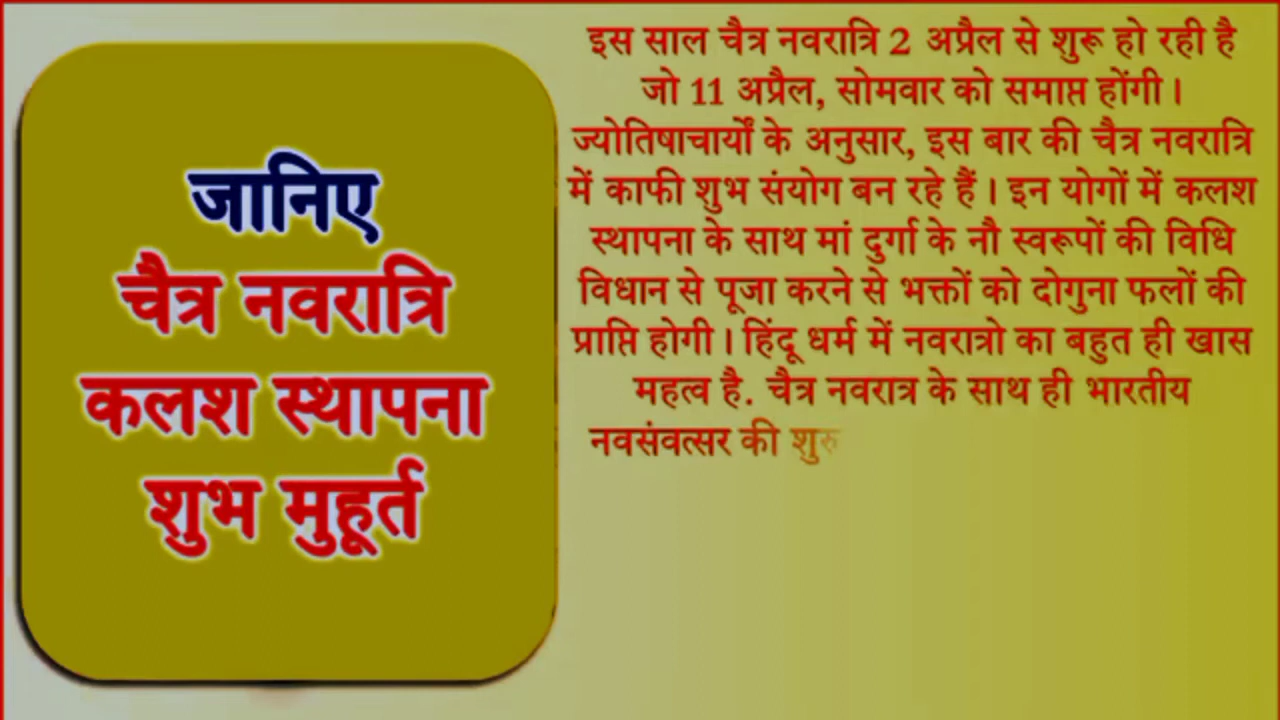 जानिए
चैत्र नवरात्रि
कलश स्थापना
शुभ मुहूर्त
इस साल चैत्र नवरात्रि 2 अप्रैल से शुरू हो रही है
जो 11 अप्रैल, सोमवार को समाप्त होंगी ।
ज्योतिषाचार्यों के अनुसार, इस बार की चैत्र नवरात्रि
में काफी शुभ संयोग बन रहे हैं । इन योगों में कलश
स्थापना के साथ मां दुर्गा के नौ स्वरूपों की विधि
विधान से पूजा करने से भक्तों को दोगुना फलों की
प्राप्ति होगी । हिंदू धर्म में नवरात्रो का बहुत ही खास
महत्व है. चैत्र नवरात्र के साथ ही भारतीय
नवसंवत्सर की